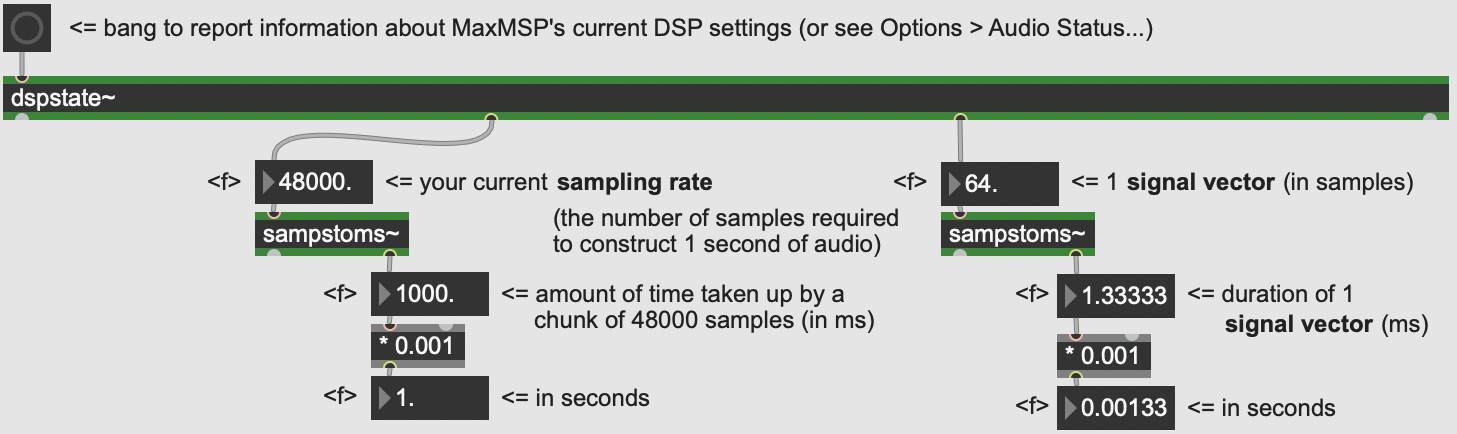 <= bang to report information about MaxMSP's current DSP settings (or see Options > Audio Status...)
dspstate~
<f> 48000. <= your current sampling rate
(the number of samples required
to construct 1 second of audio)
sampstoms~
<f> 1000. <= amount of time taken up by a
chunk of 48000 samples (in ms)
* 0.001
<f> 1. <= in seconds
<f> 64. <= 1 signal vector (in samples)
sampstoms~
<f> 1.33333 <= duration of 1
signal vector (ms)
* 0.001
<f> 0.00133 <= in seconds